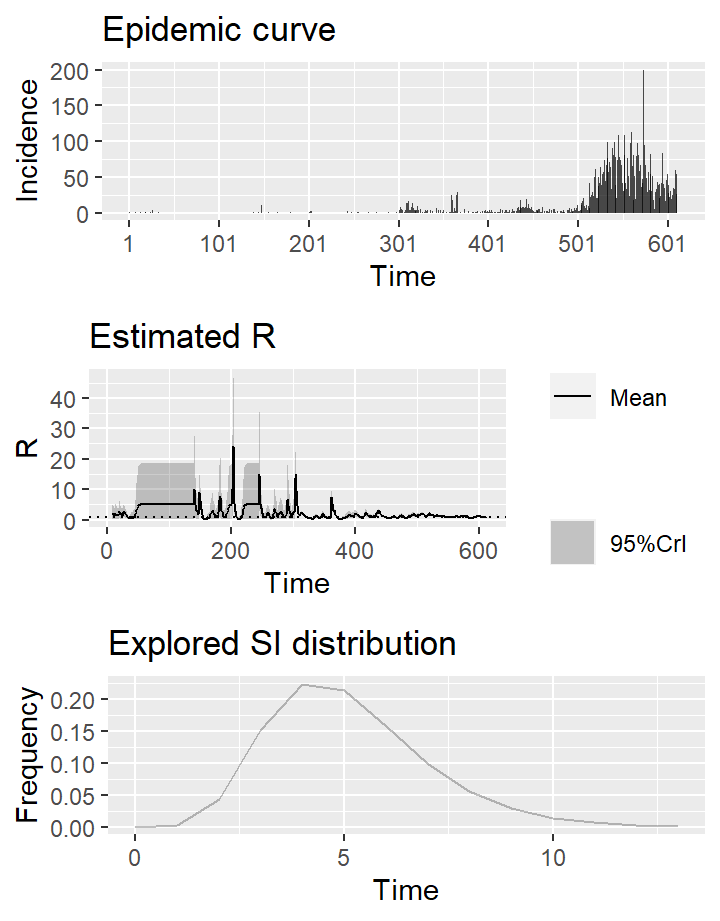 Epidemic curve
200
150
100
50
0
Incidence
1 101 201 301 401 501 601
Time
Estimated R
40
30
20
10
0
R
0 200 400 600
Time
Mean
95%CrI
Explored SI distribution
0.20
0.15
0.10
0.05
0.00
Frequency
0 5 10
Time